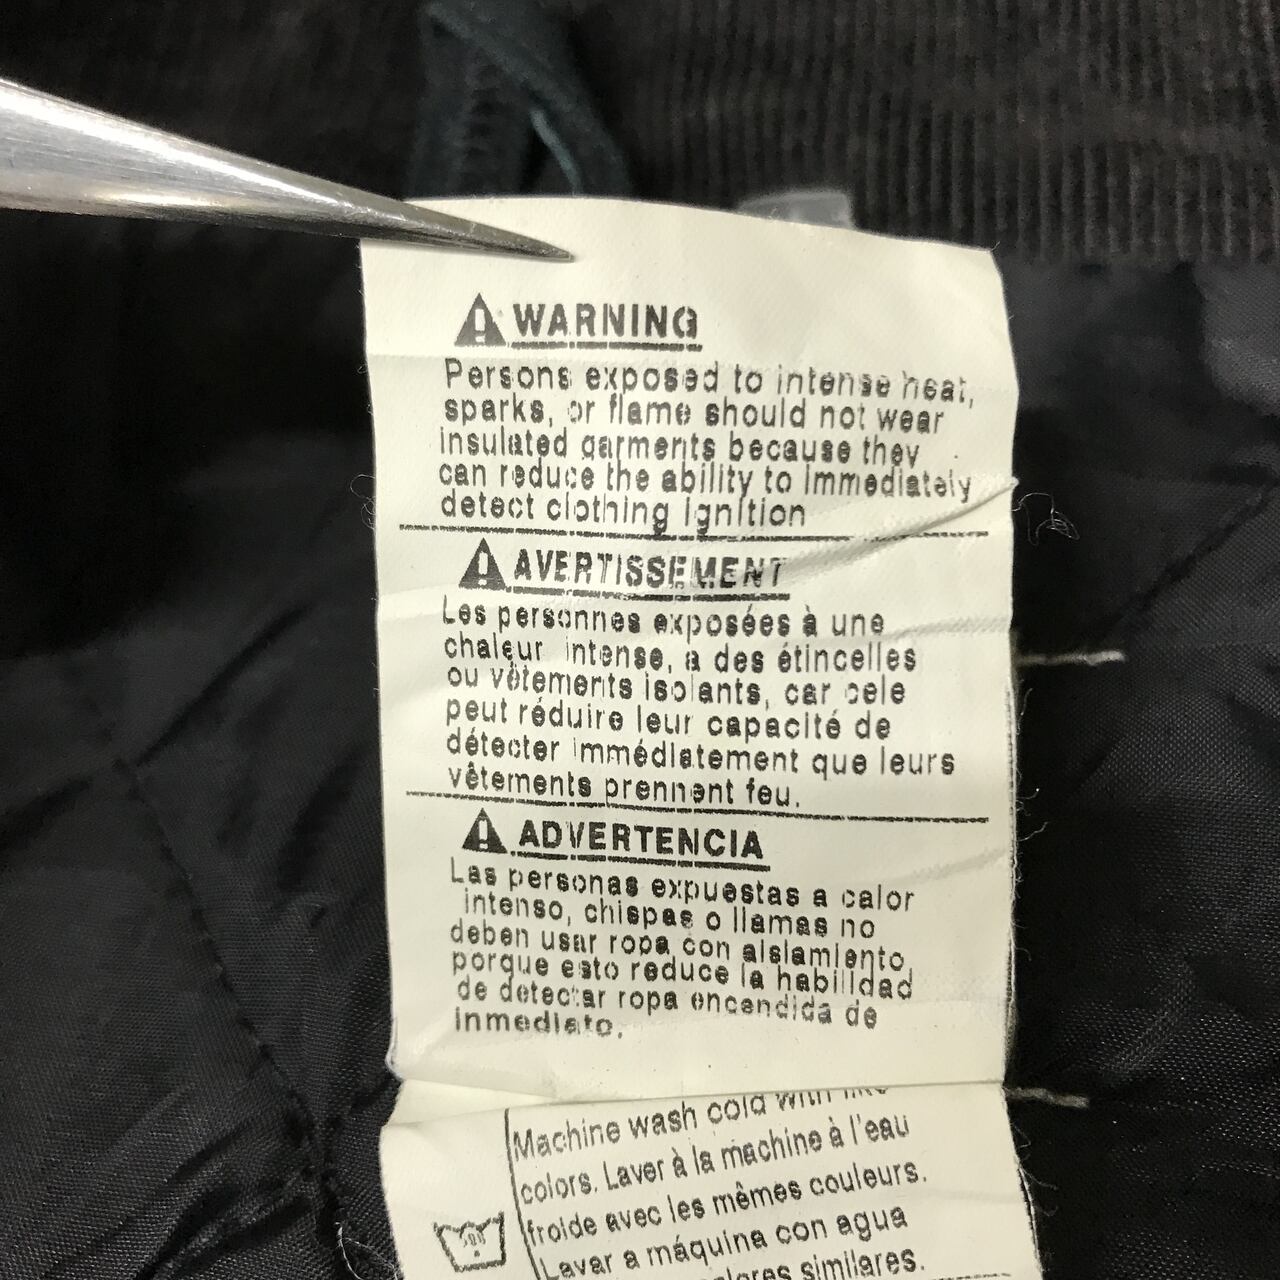 WARNING
Persons exposed to intense heat,
sparks, or flame should not wear
insulated garments because they
can reduce the ability to immediately
detect clothing ignition
AVERTISSEMENT
Les personnes exposées à une
chaleur intense, a des étincelles
ou vêtements isolants, car cele
peut réduire leur capacité de
détecter immédiatement que leurs
vêtements prennent feu.
ADVERTENCIA
Las personas expuestas a calor
intenso, chispas o llamas no
deben usar ropa con aislamiento
porque esto reduce la habilidad
de detectar ropa encendida de
inmediato.
Machine wash cold with like
colors. Laver à la machine à l'eau
froide avec les mêmes couleurs.
Lavar a máquina con agua
similares.